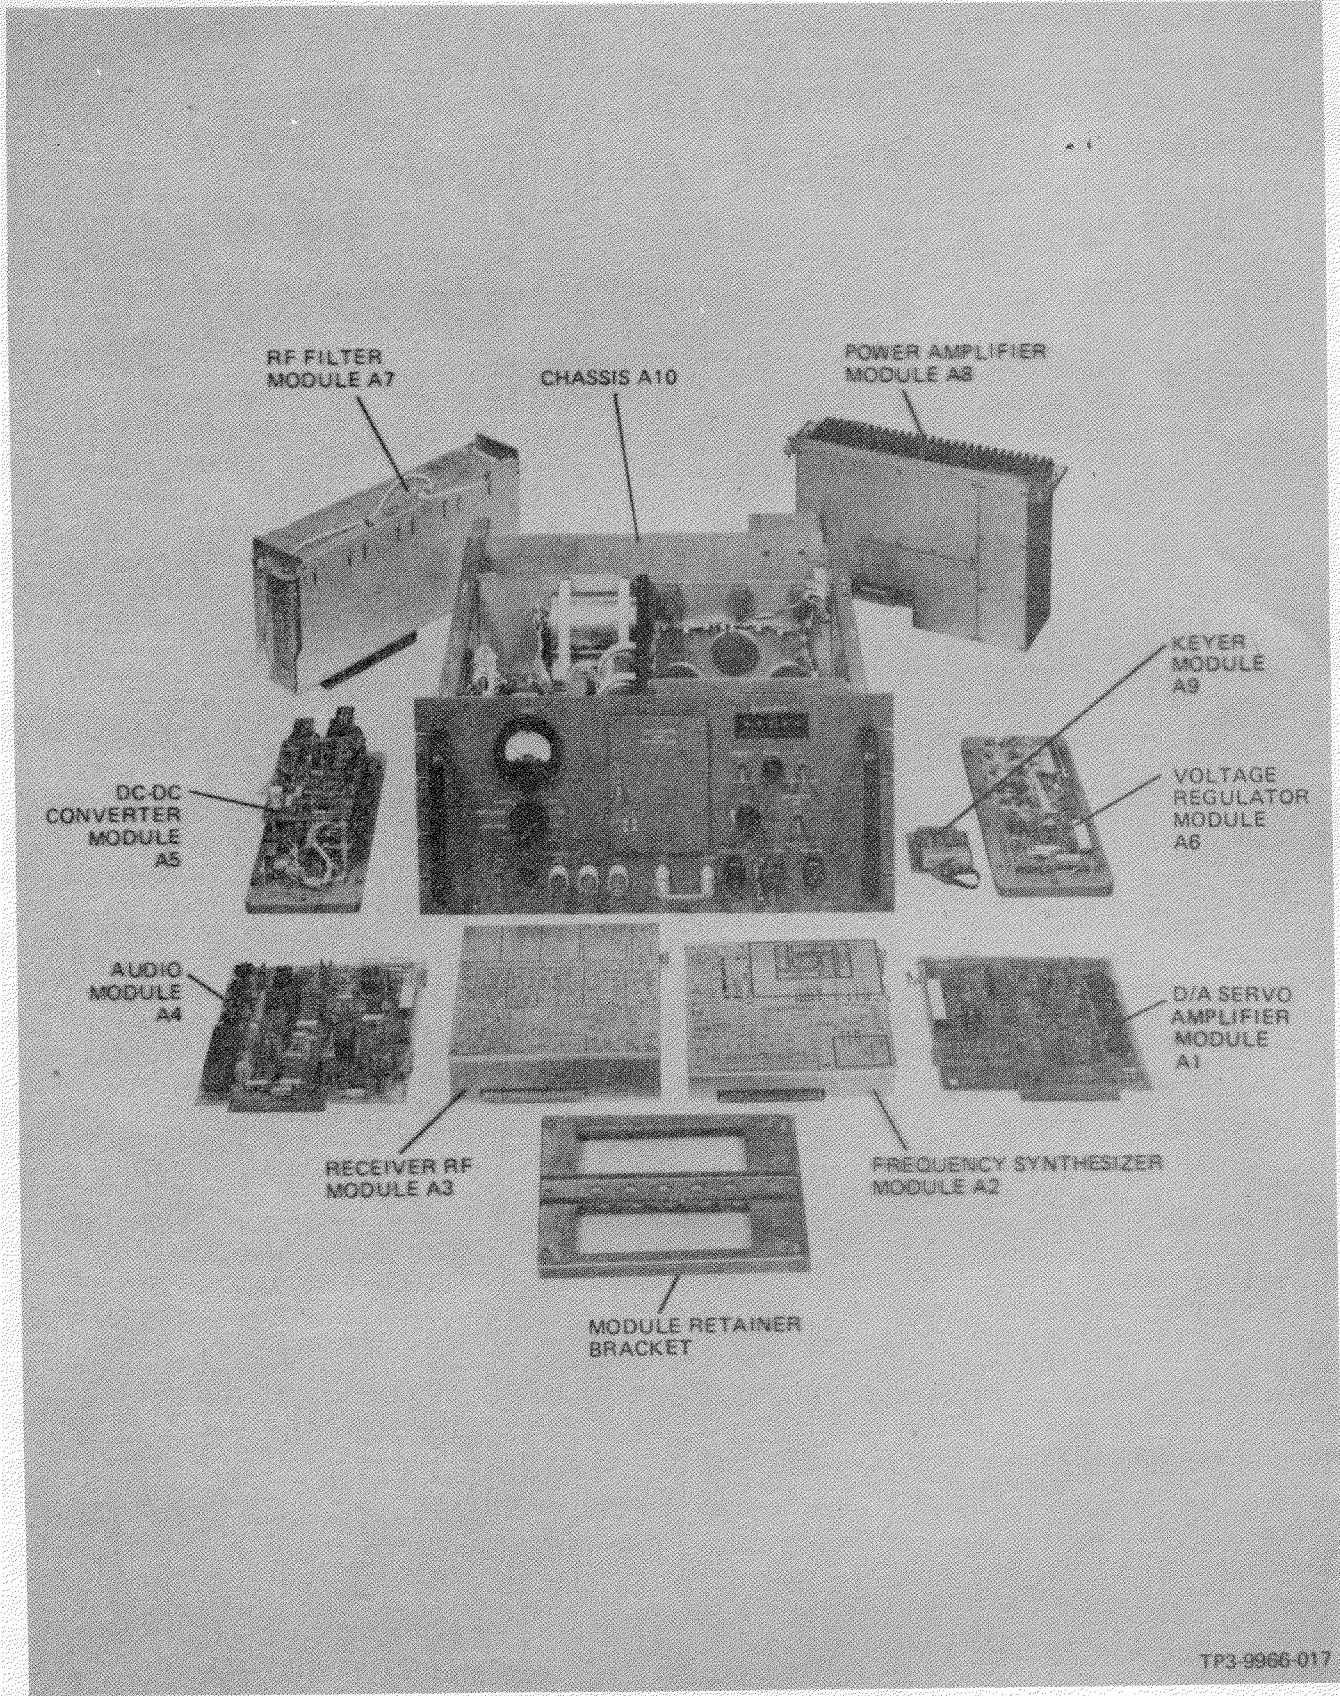 RF FILTER
MODULE A7
CHASSIS A10
POWER AMPLIFIER
MODULE A8
KEYER
MODULE
A9
DC-DC
CONVERTER
MODULE
A5
VOLTAGE
REGULATOR
MODULE
A6
AUDIO
MODULE
A4
D/A SERVO
AMPLIFIER
MODULE
A1
RECEIVER RF
MODULE A3
FREQUENCY SYNTHESIZER
MODULE A2
MODULE RETAINER
BRACKET
TP3-9966-017